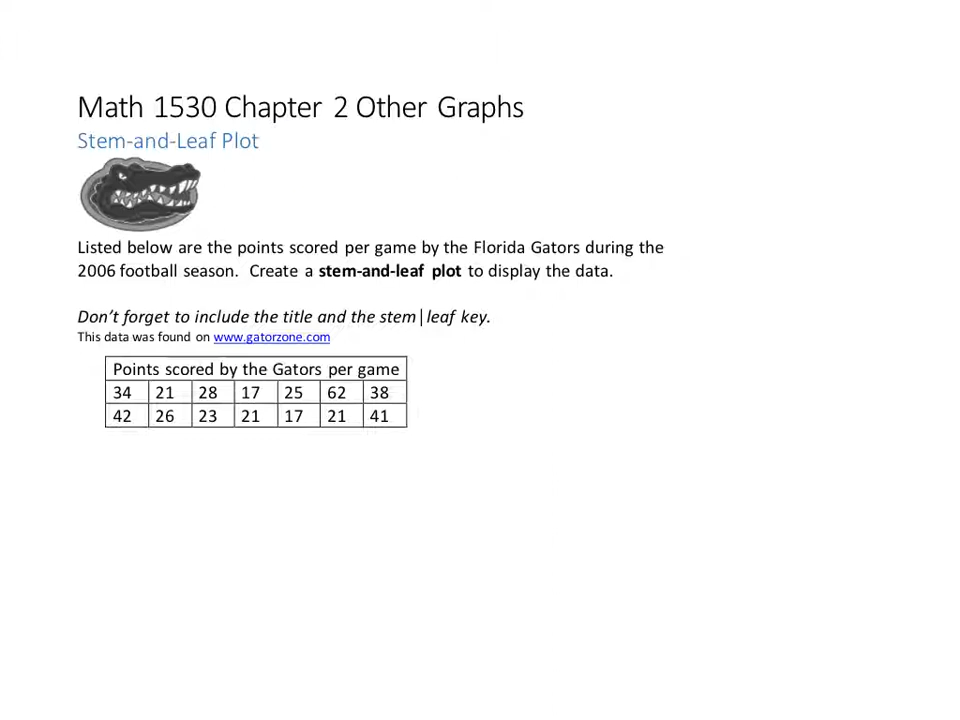 Math 1530 Chapter 2 Other Graphs
Stem-and-Leaf Plot
Listed below are the points scored per game by the Florida Gators during the
2006 football season. Create a stem-and-leaf plot to display the data.
Don't forget to include the title and the stem|leaf key.
This data was found on www.gatorzone.com
Points scored by the Gators per game
34 21 28 17 25 62 38
42 26 23 21 17 21 41